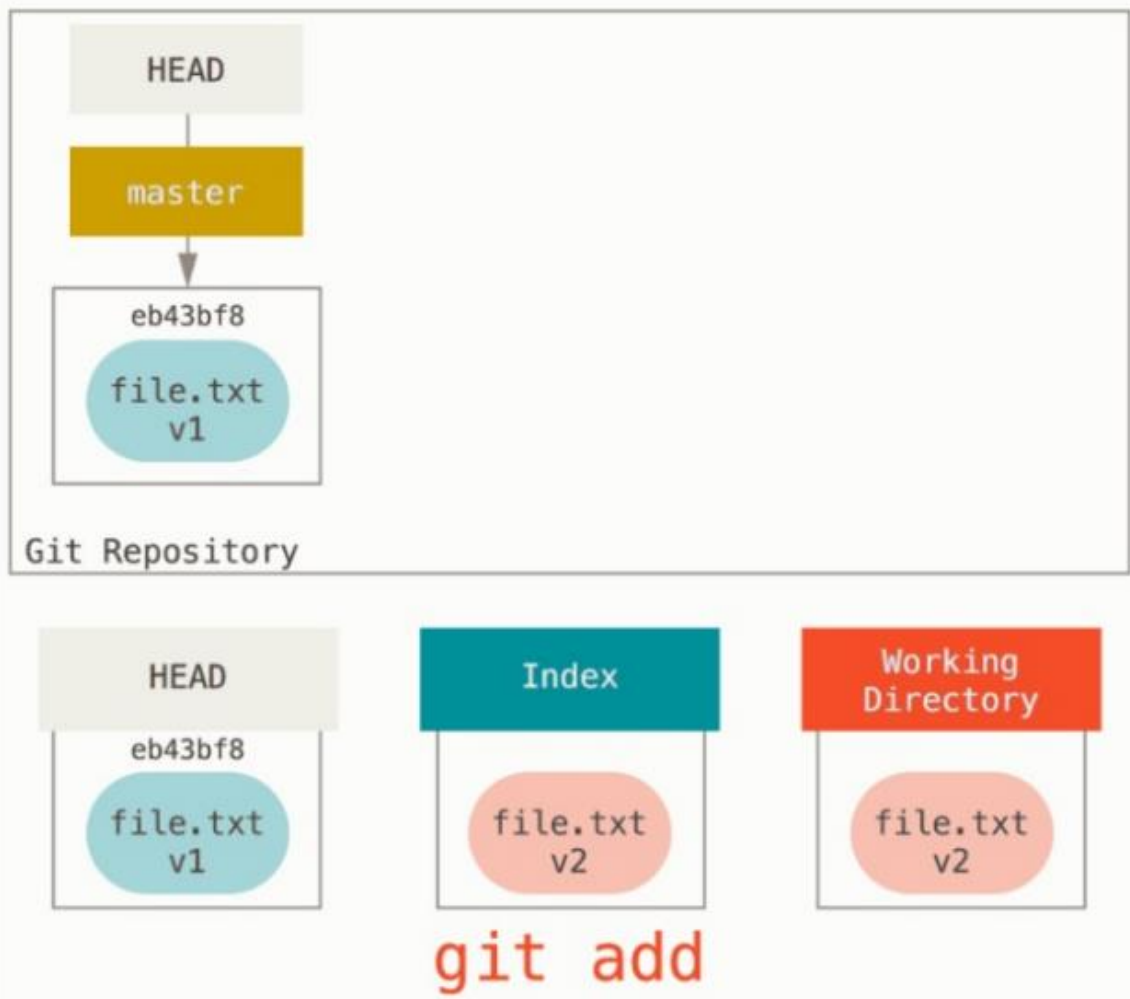 HEAD
master
eb43bf8
file.txt
v1
Git Repository
HEAD
eb43bf8
file.txt
v1
Index
file.txt
v2
Working
Directory
file.txt
v2
git add